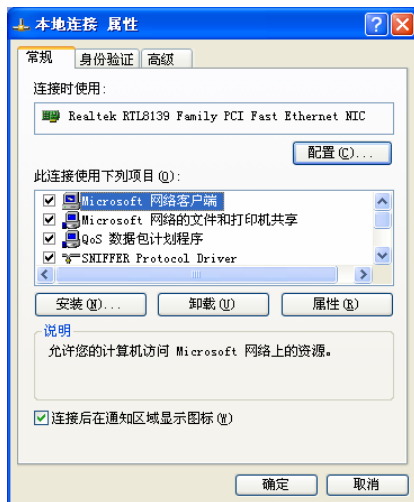 本地连接 属性
常规 身份验证 高级
连接时使用:
Realtek RTL8139 Family PCI Fast Ethernet NIC
配置(C)...
此连接使用下列项目(O):
Microsoft 网络客户端
Microsoft 网络的文件和打印机共享
QoS 数据包计划程序
SNIFFER Protocol Driver
安装(N)... 卸载(U) 属性(R)
说明
允许您的计算机访问 Microsoft 网络上的资源。
连接后在通知区域显示图标(W)
确定 取消